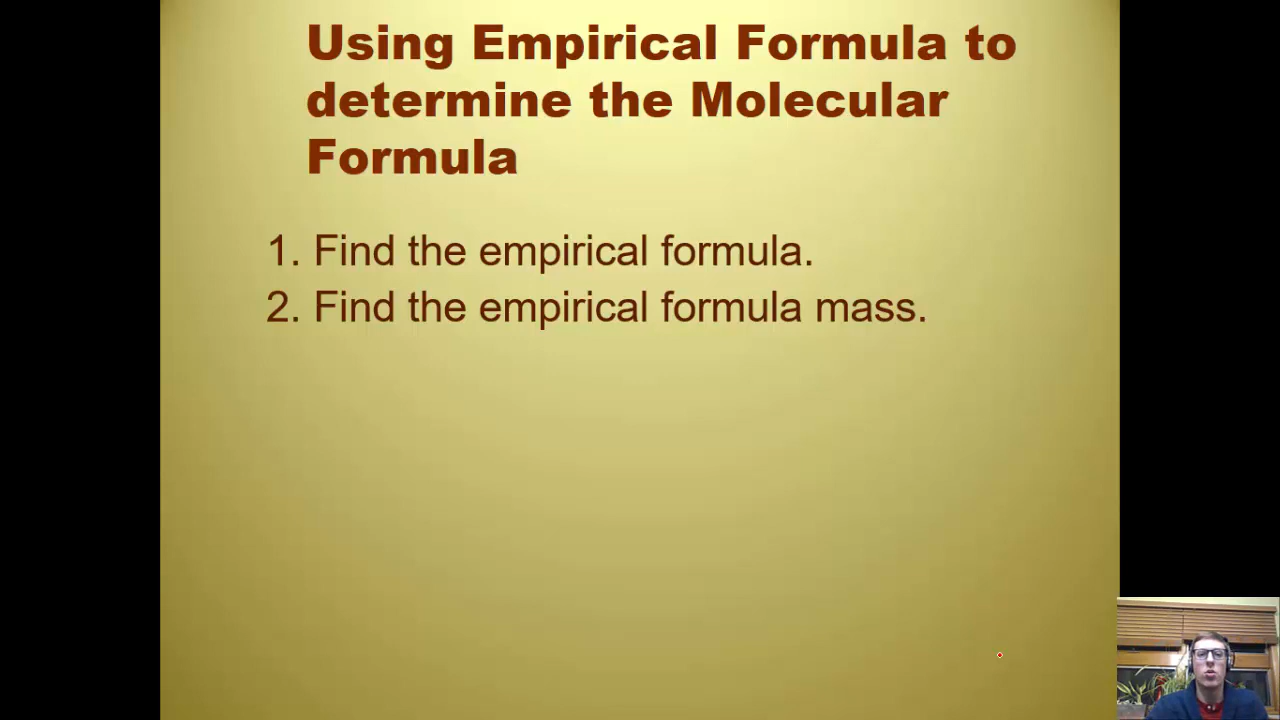 Using Empirical Formula to
determine the Molecular
Formula
1. Find the empirical formula.
2. Find the empirical formula mass.